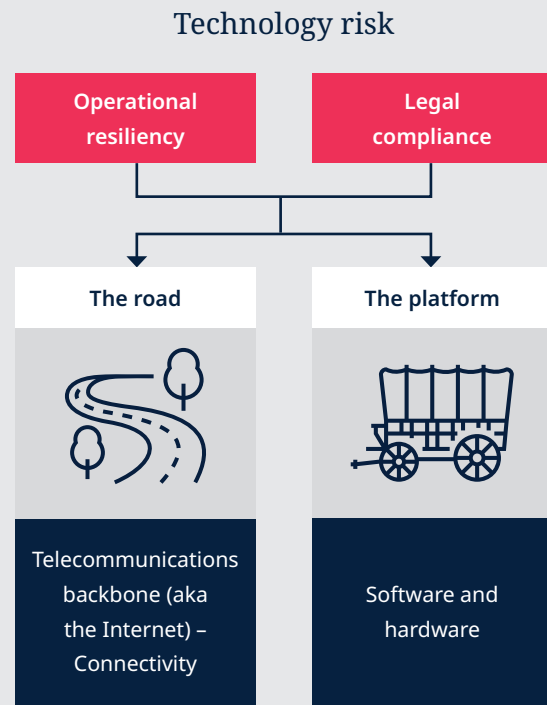 Technology risk
Operational
resiliency
Legal
compliance
The road
The platform
Telecommunications
backbone (aka
the Internet) –
Connectivity
Software and
hardware